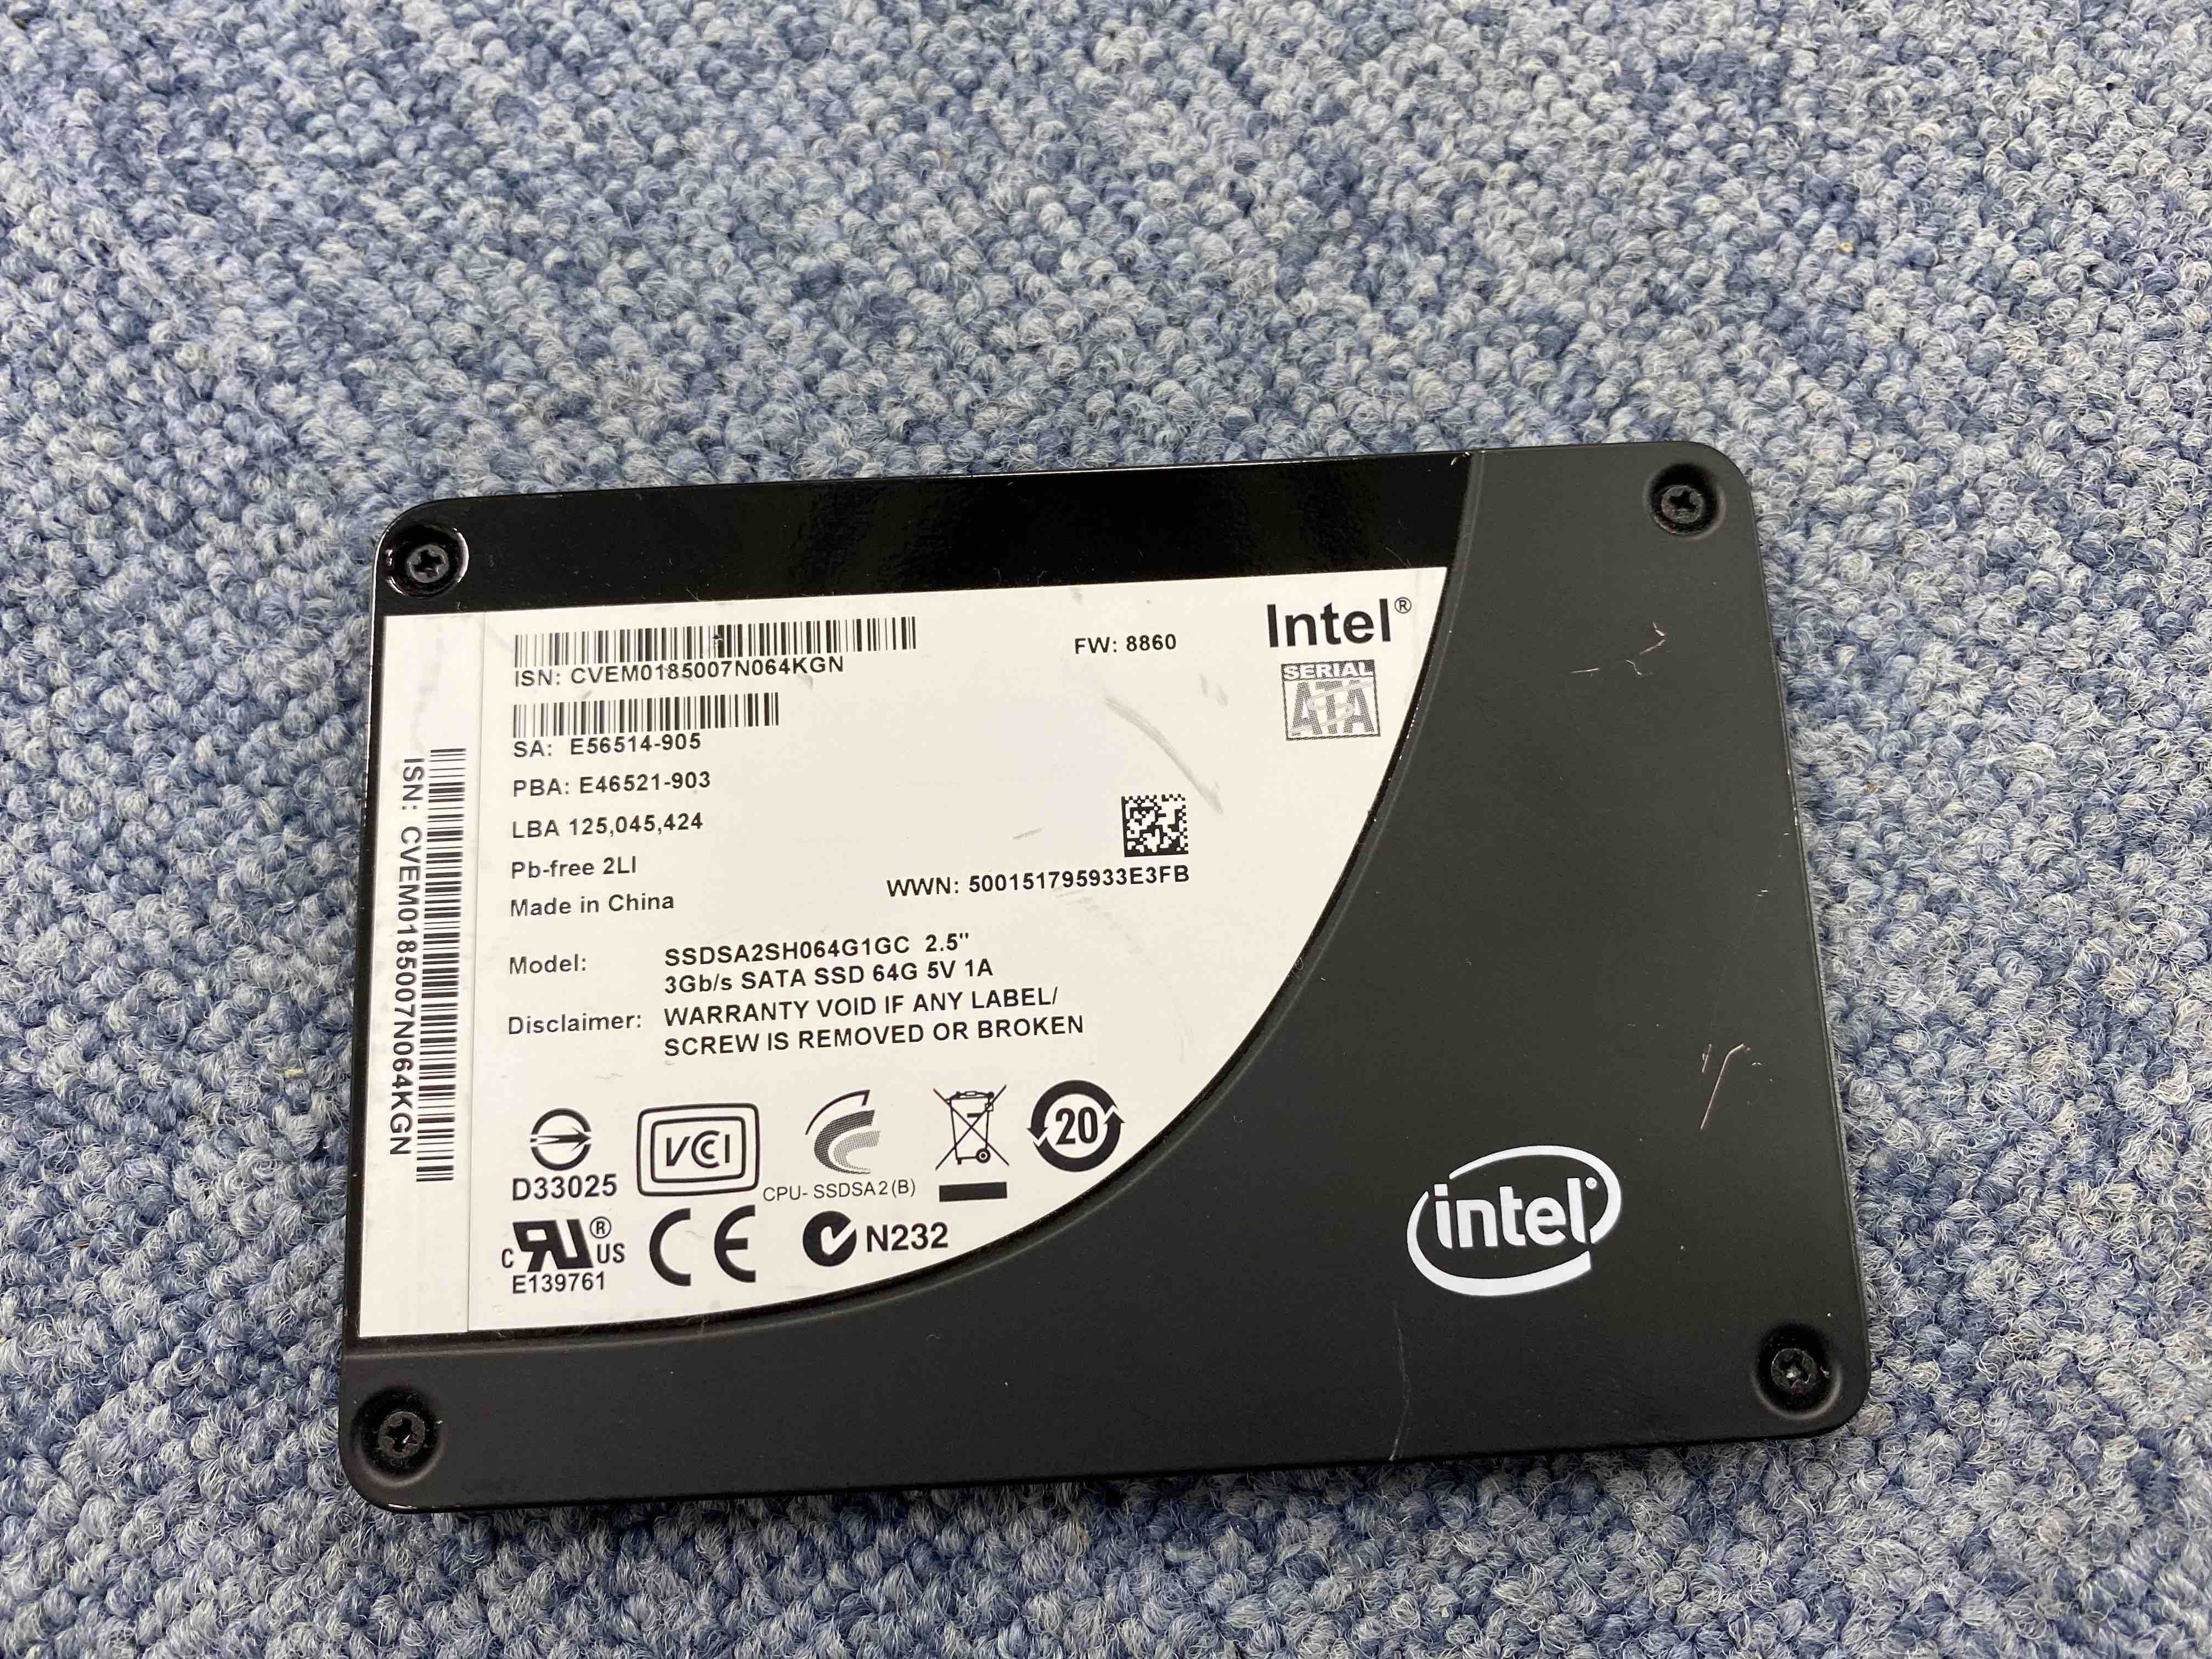 ISN: CVEM0185007N064KGN
FW: 8860
Intel®
SERIAL
ATA
SA: E56514-905
PBA: E46521-903
LBA 125,045,424
Pb-free 2LI
Made in China
WWN: 500151795933E3FB
Model: SSDSA2SH064G1GC 2.5"
3Gb/s SATA SSD 64G 5V 1A
Disclaimer: WARRANTY VOID IF ANY LABEL/
SCREW IS REMOVED OR BROKEN
D33025
VCI
CPU- SSDSA2(B)
20
c RU ® US
E139761
CE
N232
ISN: CVEM0185007N064KGN
intel®